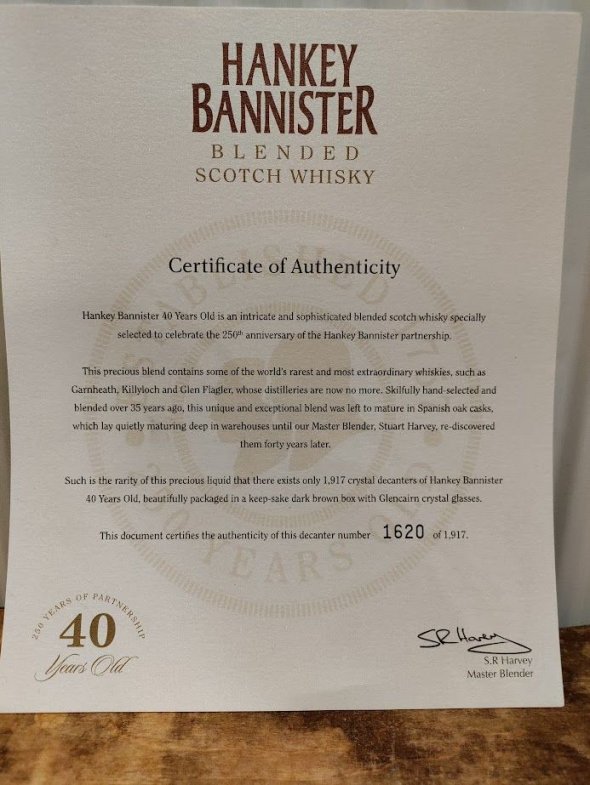 HANKEY
BANNISTER
BLENDED
SCOTCH WHISKY
ESTABLISHED 17
Certificate of Authenticity
Hankey Bannister 40 Years Old is an intricate and sophisticated blended scotch whisky specially
selected to celebrate the 250th anniversary of the Hankey Bannister partnership.
This precious blend contains some of the world's rarest and most extraordinary whiskies, such as
Garnheath, Killyloch and Glen Flagler, whose distilleries are now no more. Skilfully hand-selected and
blended over 35 years ago, this unique and exceptional blend was left to mature in Spanish oak casks,
which lay quietly maturing deep in warehouses until our Master Blender, Stuart Harvey, re-discovered
them forty years later.
Such is the rarity of this precious liquid that there exists only 1,917 crystal decanters of Hankey Bannister
40 Years Old, beautifully packaged in a keep-sake dark brown box with Glencairn crystal glasses.
This document certifies the authenticity of this decanter number 1620 of 1,917.
YEARS
250 YEARS OF PARTNERSHIP
40
Years Old
SR Harvey
S.R Harvey
Master Blender